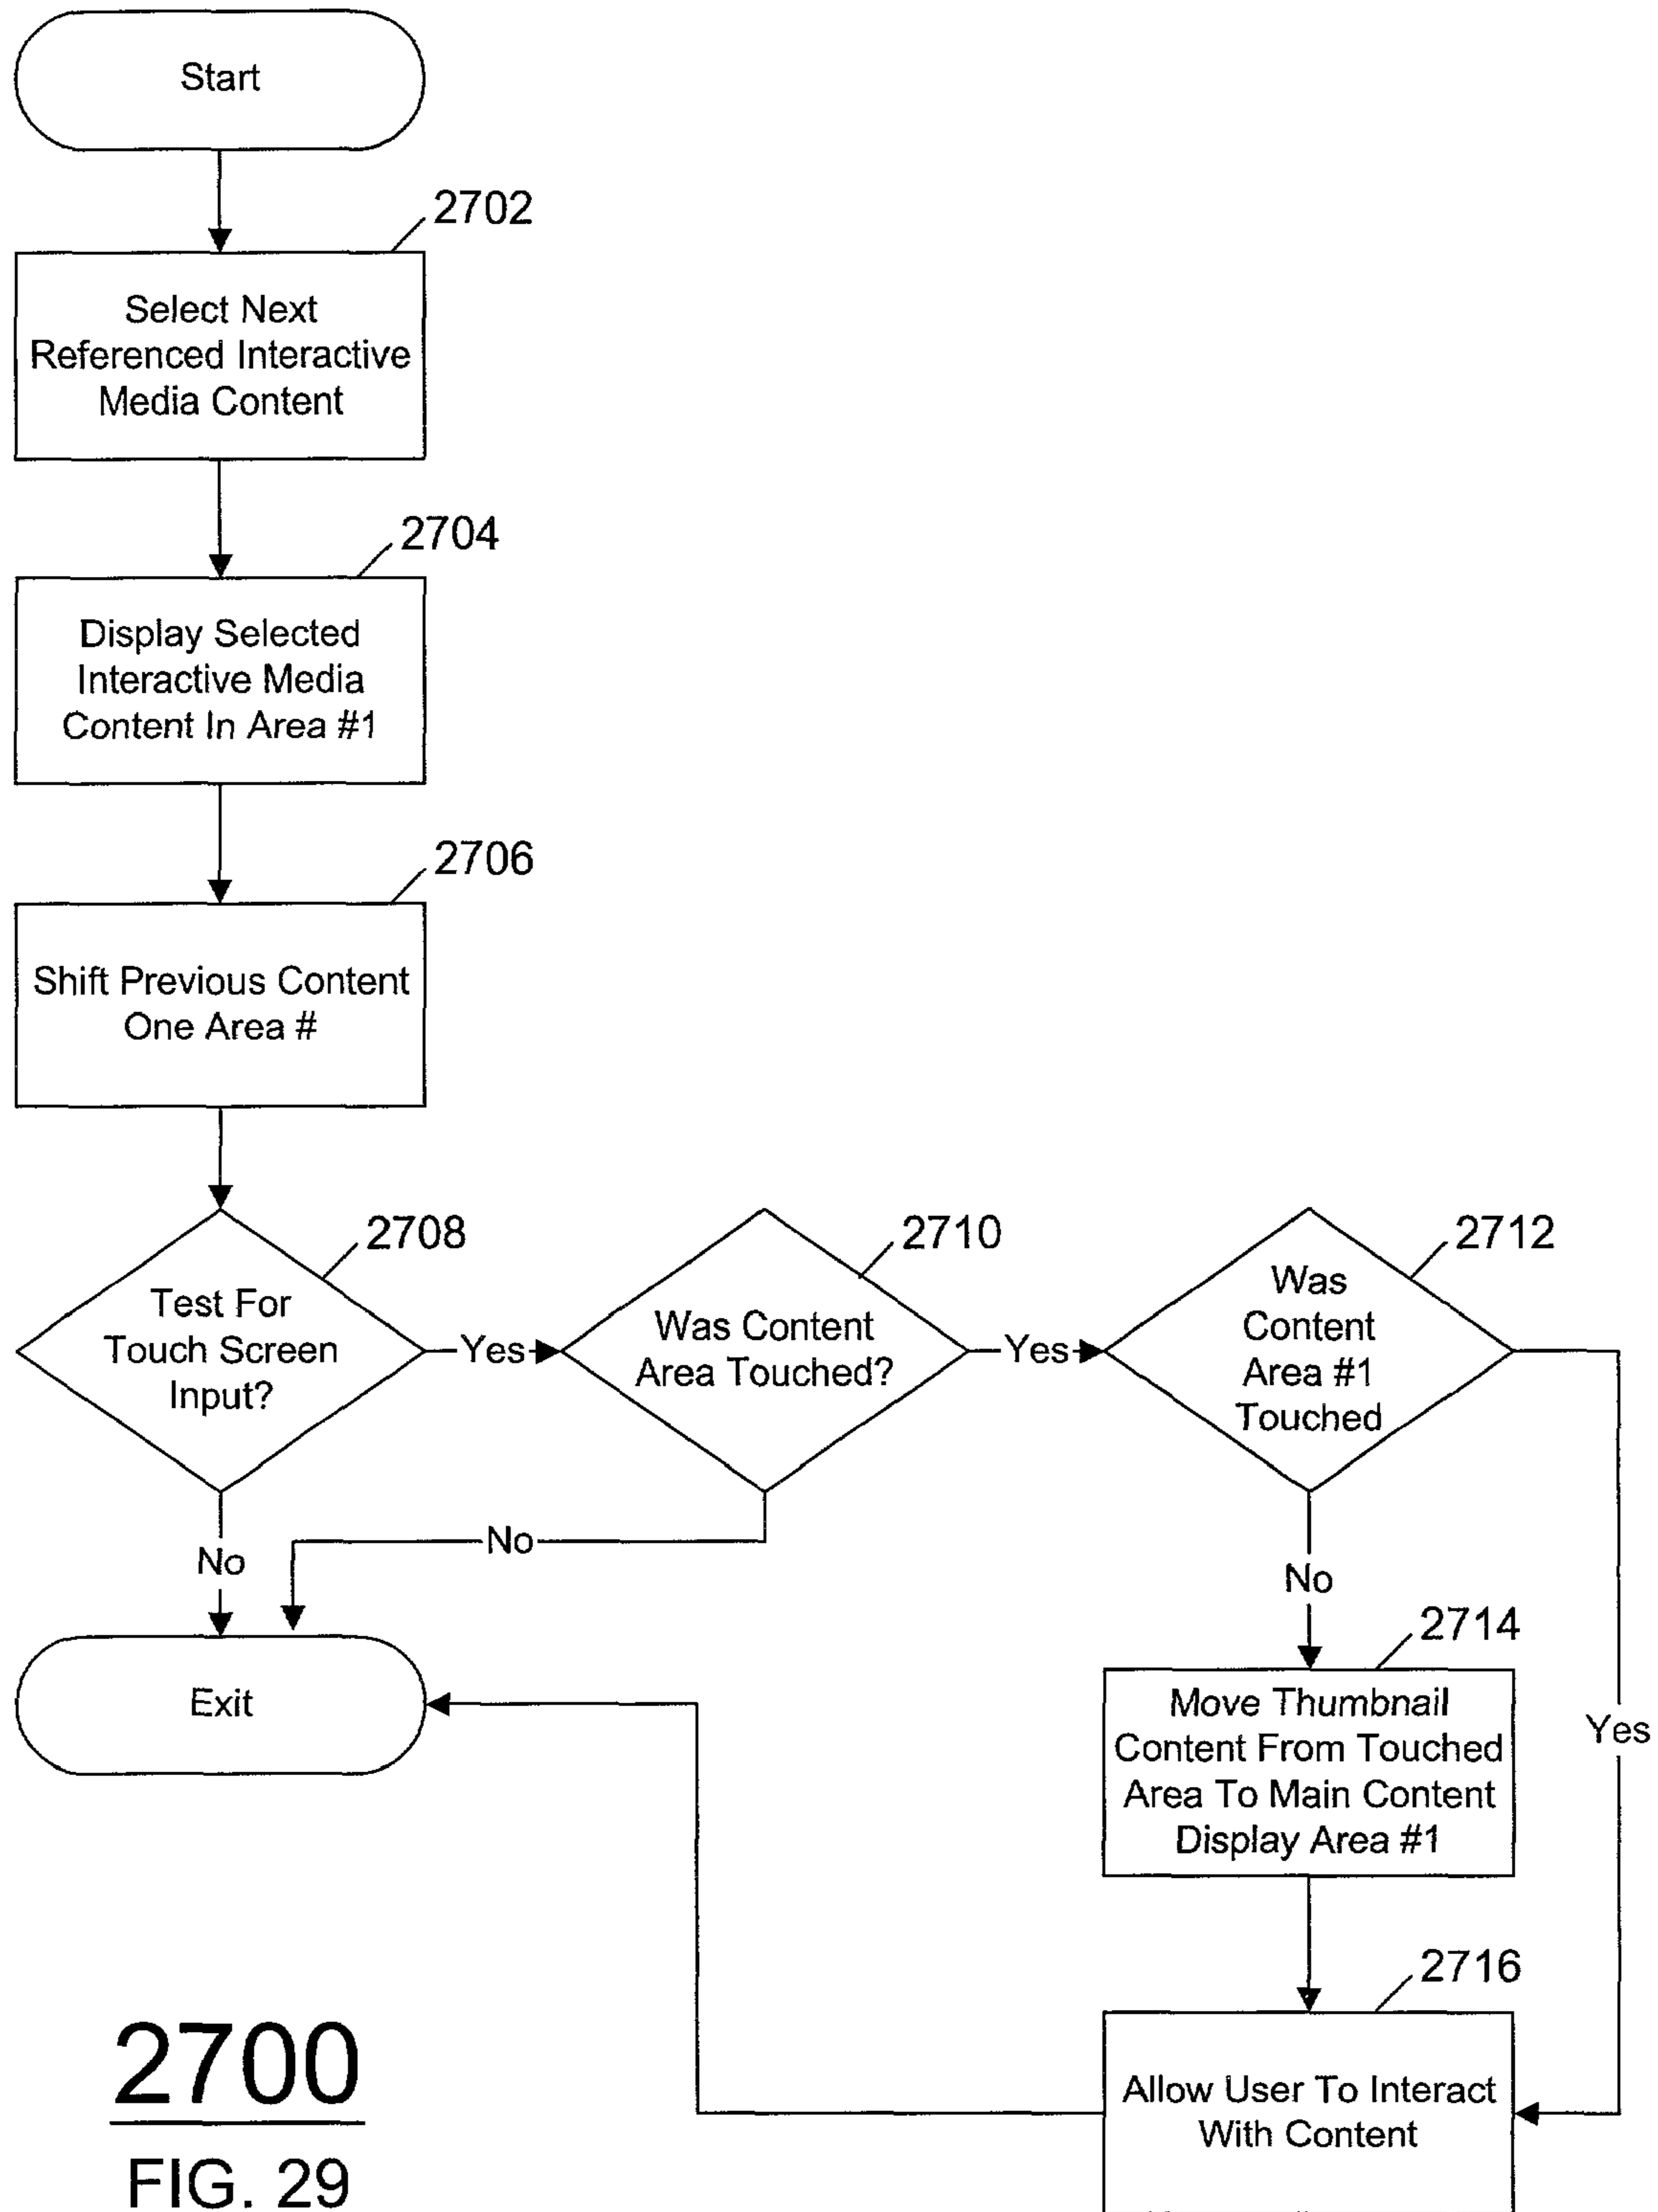 Start
2702
Select Next
Referenced Interactive
Media Content
2704
Display Selected
Interactive Media
Content In Area #1
2706
Shift Previous Content
One Area #
2708
Test For
Touch Screen
Input?
Yes
2710
Was Content
Area Touched?
Yes
2712
Was
Content
Area #1
Touched
No
No
No
Yes
Exit
2714
Move Thumbnail
Content From Touched
Area To Main Content
Display Area #1
2716
Allow User To Interact
With Content
2700
FIG. 29